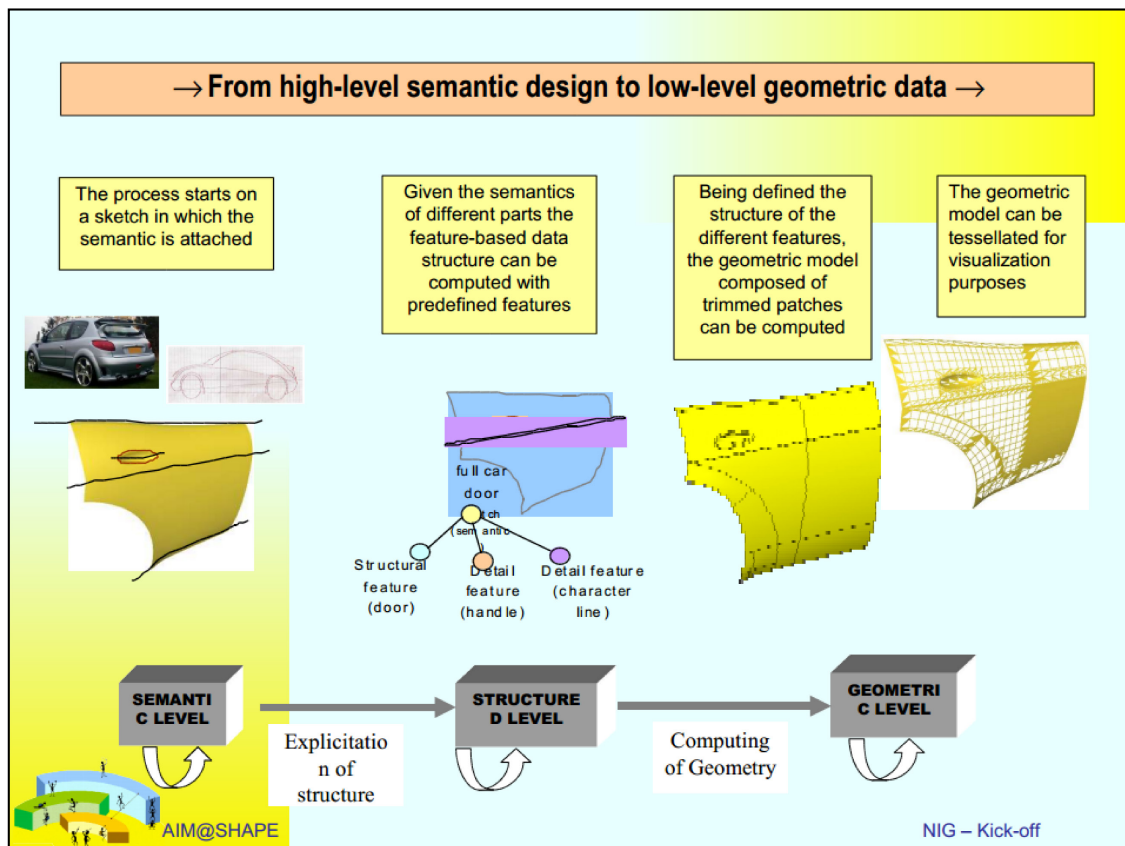 → From high-level semantic design to low-level geometric data →
The process starts on
a sketch in which the
semantic is attached
Given the semantics
of different parts the
feature-based data
structure can be
computed with
predefined features
Being defined the
structure of the
different features,
the geometric model
composed of
trimmed patches
can be computed
The geometric
model can be
tessellated for
visualization
purposes
full car
door
(semantic
)
Structural
feature
(door)
Detail
feature
(handle)
Detail feature
(character
line)
SEMANTI
C LEVEL
Explicitatio
n of
structure
STRUCTURE
D LEVEL
Computing
of Geometry
GEOMETRI
C LEVEL
AIM@SHAPE
NIG – Kick-off